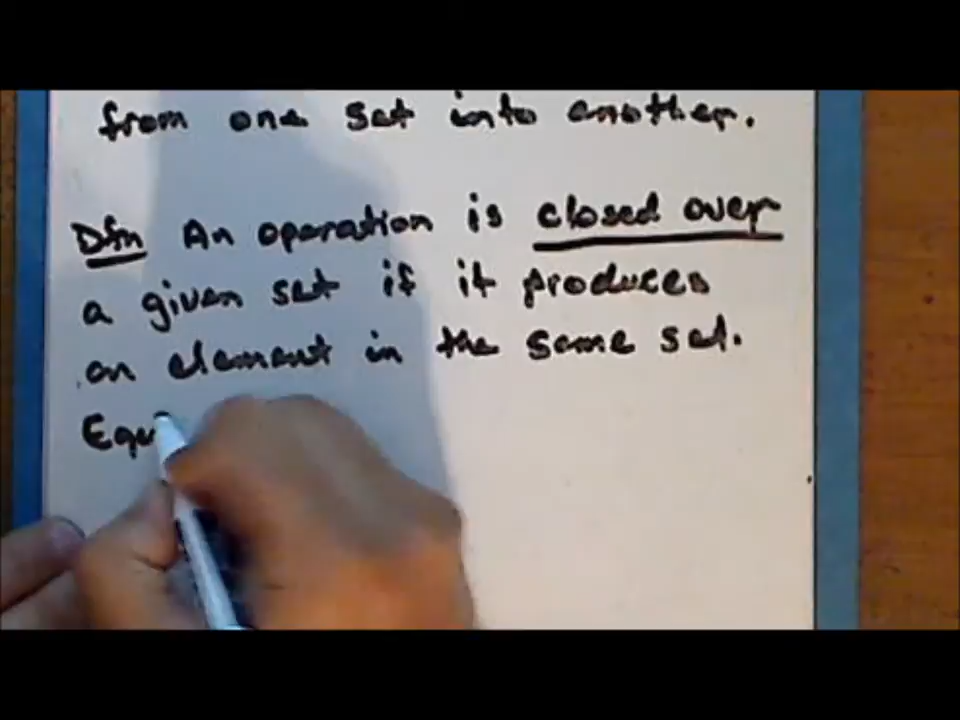 from one set into another.
Dfn An operation is closed over
a given set if it produces
an element in the same set.
Equ